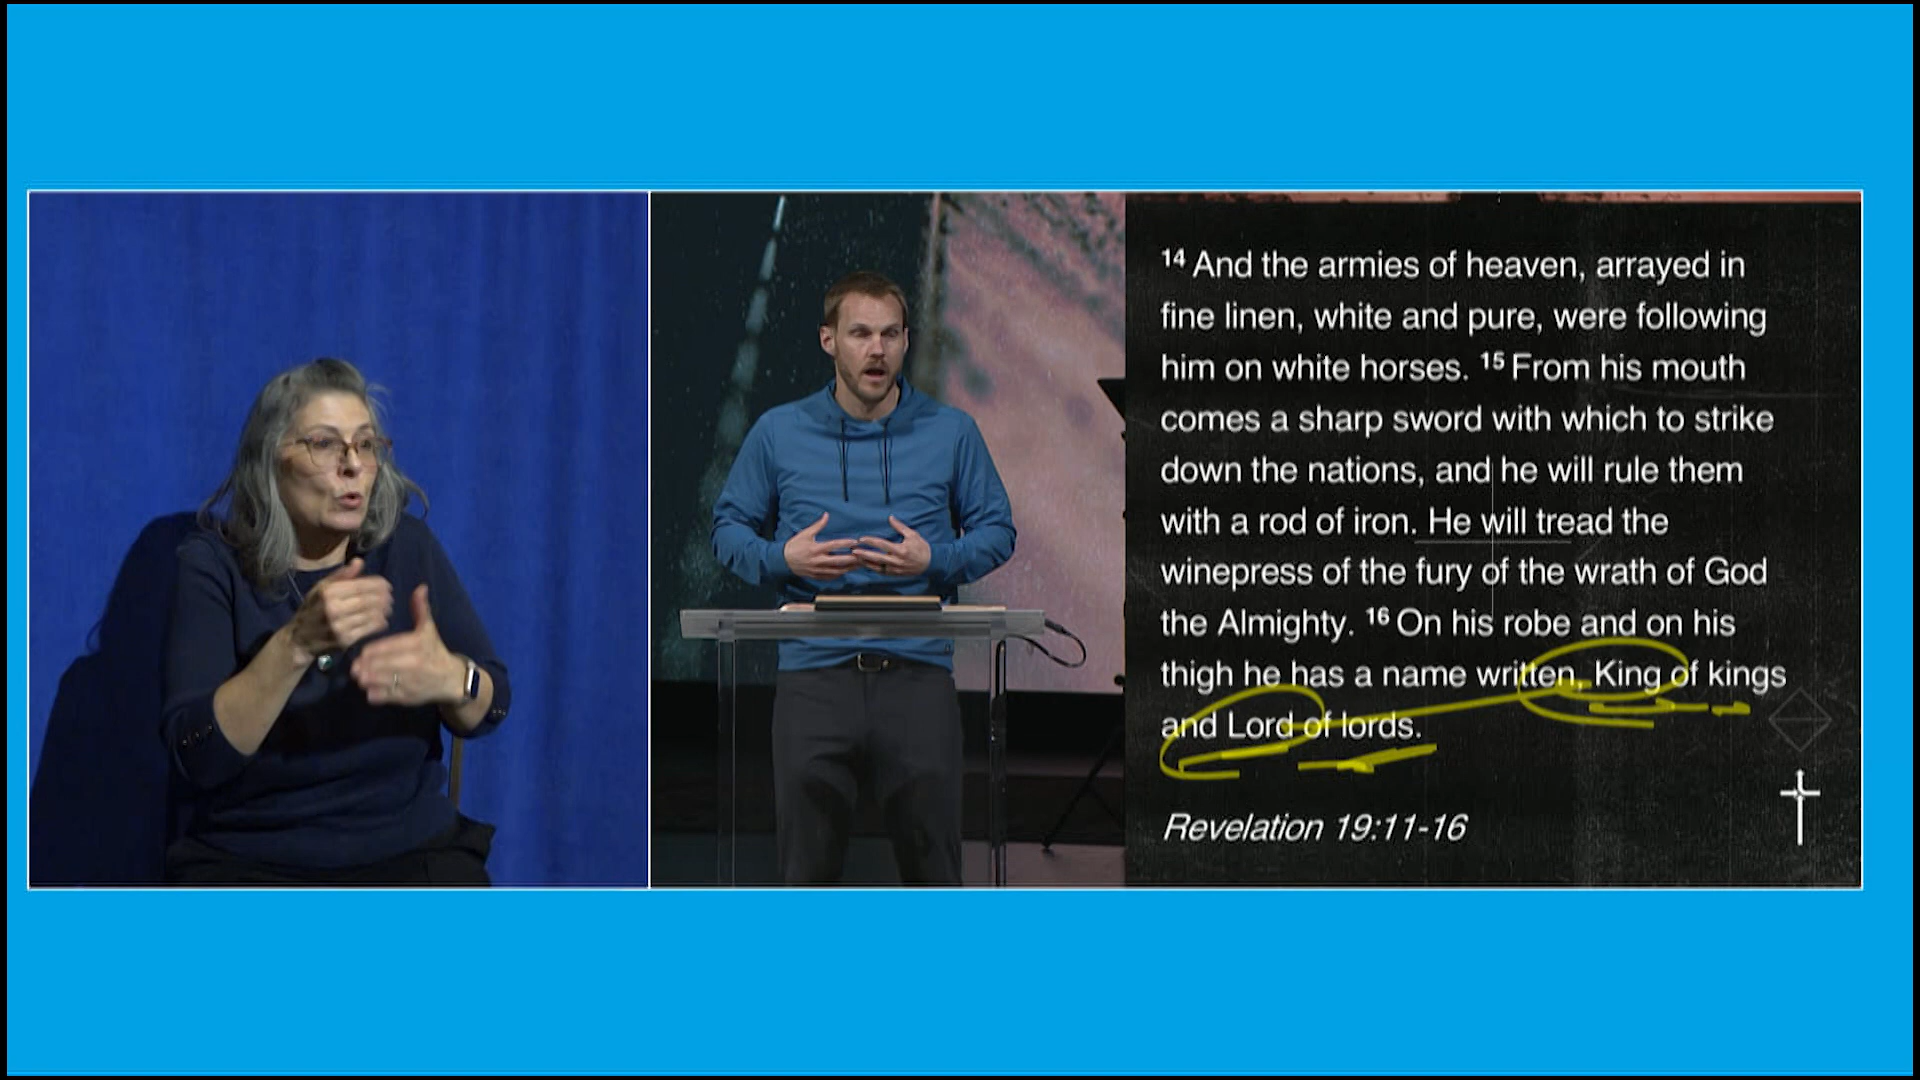 14 And the armies of heaven, arrayed in
fine linen, white and pure, were following
him on white horses. 15 From his mouth
comes a sharp sword with which to strike
down the nations, and he will rule them
with a rod of iron. He will tread the
winepress of the fury of the wrath of God
the Almighty. 16 On his robe and on his
thigh he has a name written, King of kings
and Lord of lords.
Revelation 19:11-16